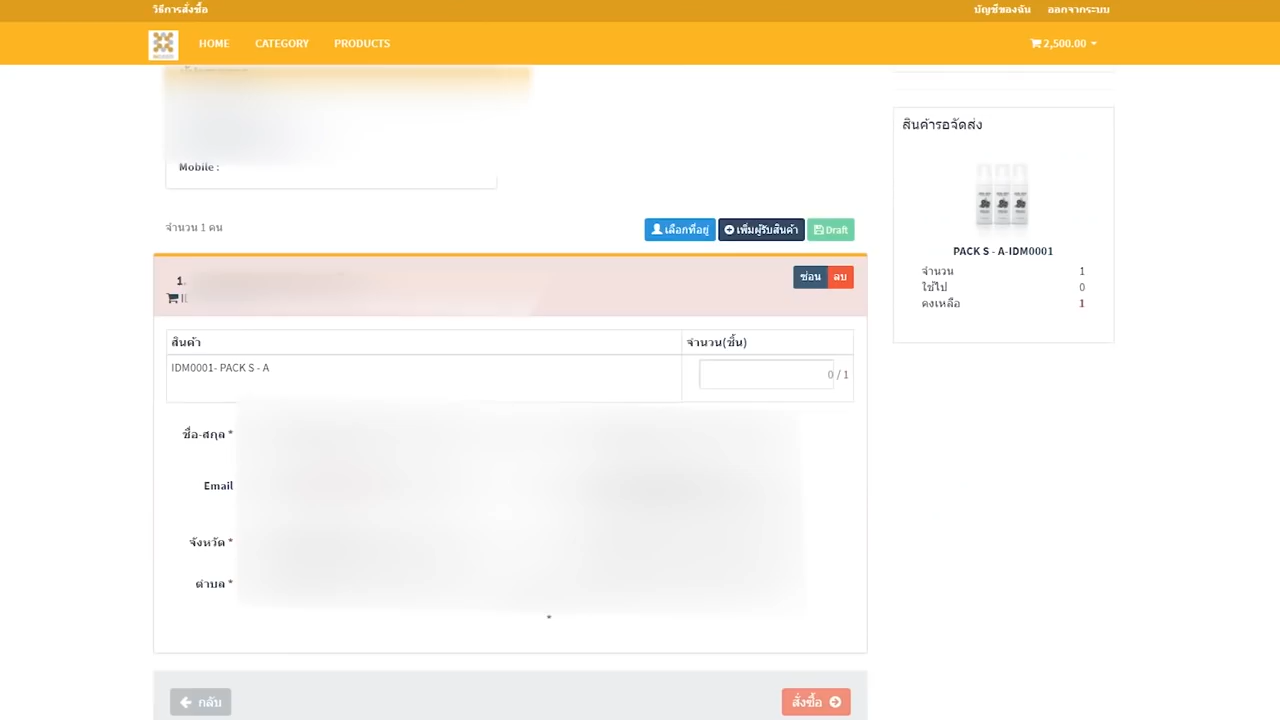 วิธีการสั่งซื้อ บัญชีของฉัน ออกจากระบบ
HOME CATEGORY PRODUCTS 2,500.00
Mobile :
จำนวน 1 คน เลือกที่อยู่ เพิ่มผู้รับสินค้า Draft
1. ซ่อน ลบ
สินค้า จำนวน(ชิ้น)
IDM0001- PACK S - A 0 / 1
ชื่อ-สกุล *
Email
จังหวัด *
ตำบล *
*
กลับ สั่งซื้อ
สินค้ารอจัดส่ง
PACK S - A-IDM0001
จำนวน 1
ใช้ไป 0
คงเหลือ 1